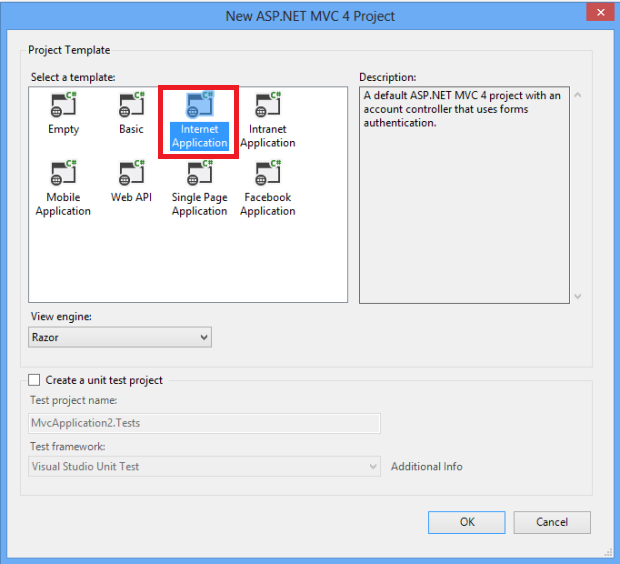 New ASP.NET MVC 4 Project
Project Template
Select a template:
Description:
C# C# C# C#
Empty Basic Internet Application Intranet Application
C# C# C# C#
Mobile Application Web API Single Page Application Facebook Application
A default ASP.NET MVC 4 project with an
account controller that uses forms
authentication.
View engine:
Razor
Create a unit test project
Test project name:
MvcApplication2.Tests
Test framework:
Visual Studio Unit Test
Additional Info
OK
Cancel